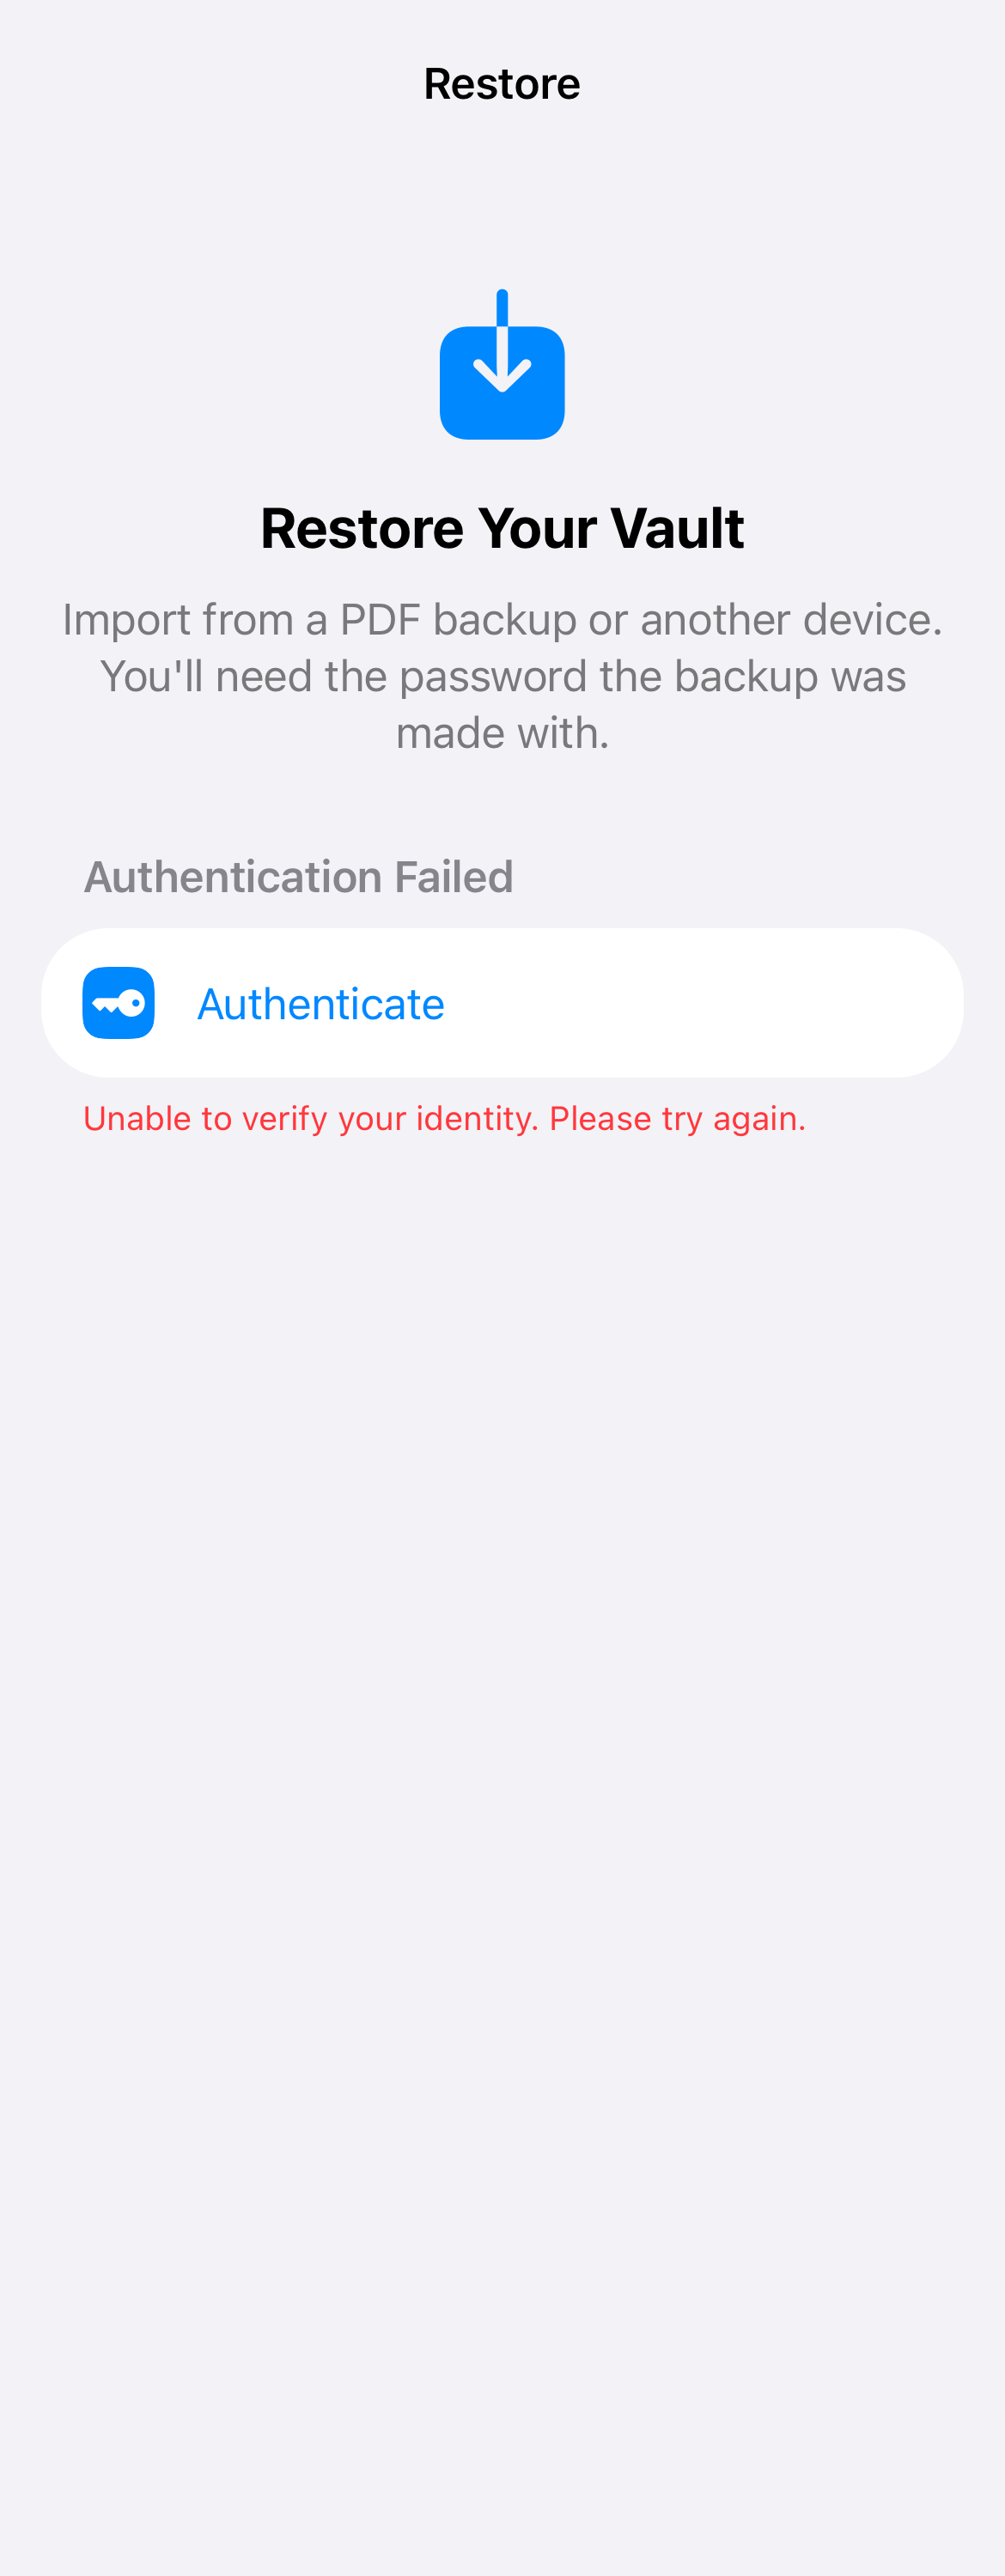 Restore
Restore Your Vault
Import from a PDF backup or another device.
You'll need the password the backup was
made with.
Authentication Failed
Authenticate
Unable to verify your identity. Please try again.